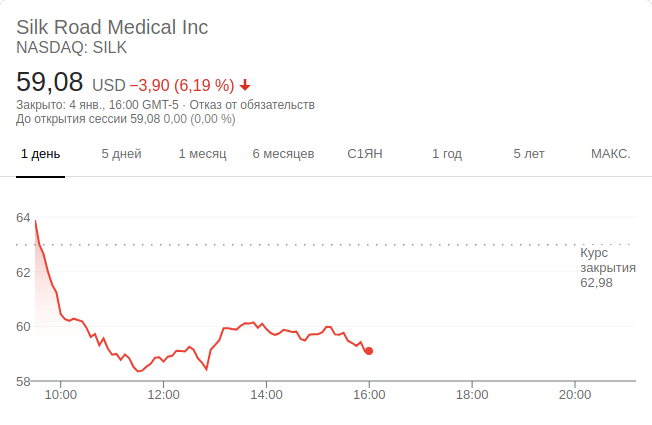 Silk Road Medical Inc
NASDAQ: SILK
59,08 USD −3,90 (6,19 %)
Закрыто: 4 янв., 16:00 GMT-5 · Отказ от обязательств
До открытия сессии 59,08 0,00 (0,00 %)
1 день 5 дней 1 месяц 6 месяцев С1ЯН 1 год 5 лет МАКС.
64
Курс
закрытия
62,98
62
60
58
10:00 12:00 14:00 16:00 18:00 20:00